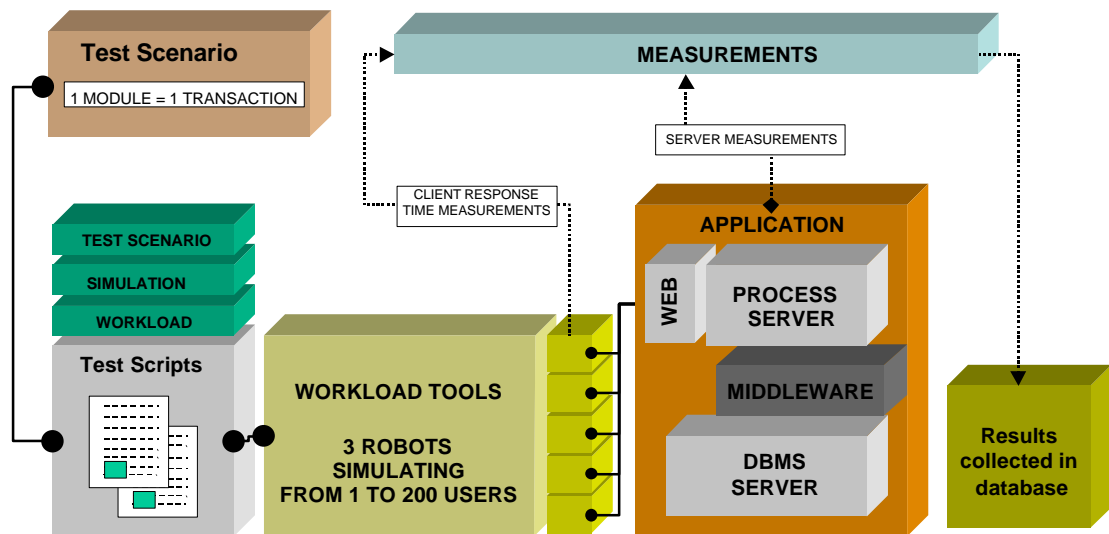 Test Scenario
1 MODULE = 1 TRANSACTION
MEASUREMENTS
SERVER MEASUREMENTS
CLIENT RESPONSE
TIME MEASUREMENTS
TEST SCENARIO
SIMULATION
WORKLOAD
Test Scripts
WORKLOAD TOOLS
3 ROBOTS
SIMULATING
FROM 1 TO 200 USERS
APPLICATION
WEB
PROCESS
SERVER
MIDDLEWARE
DBMS
SERVER
Results
collected in
database